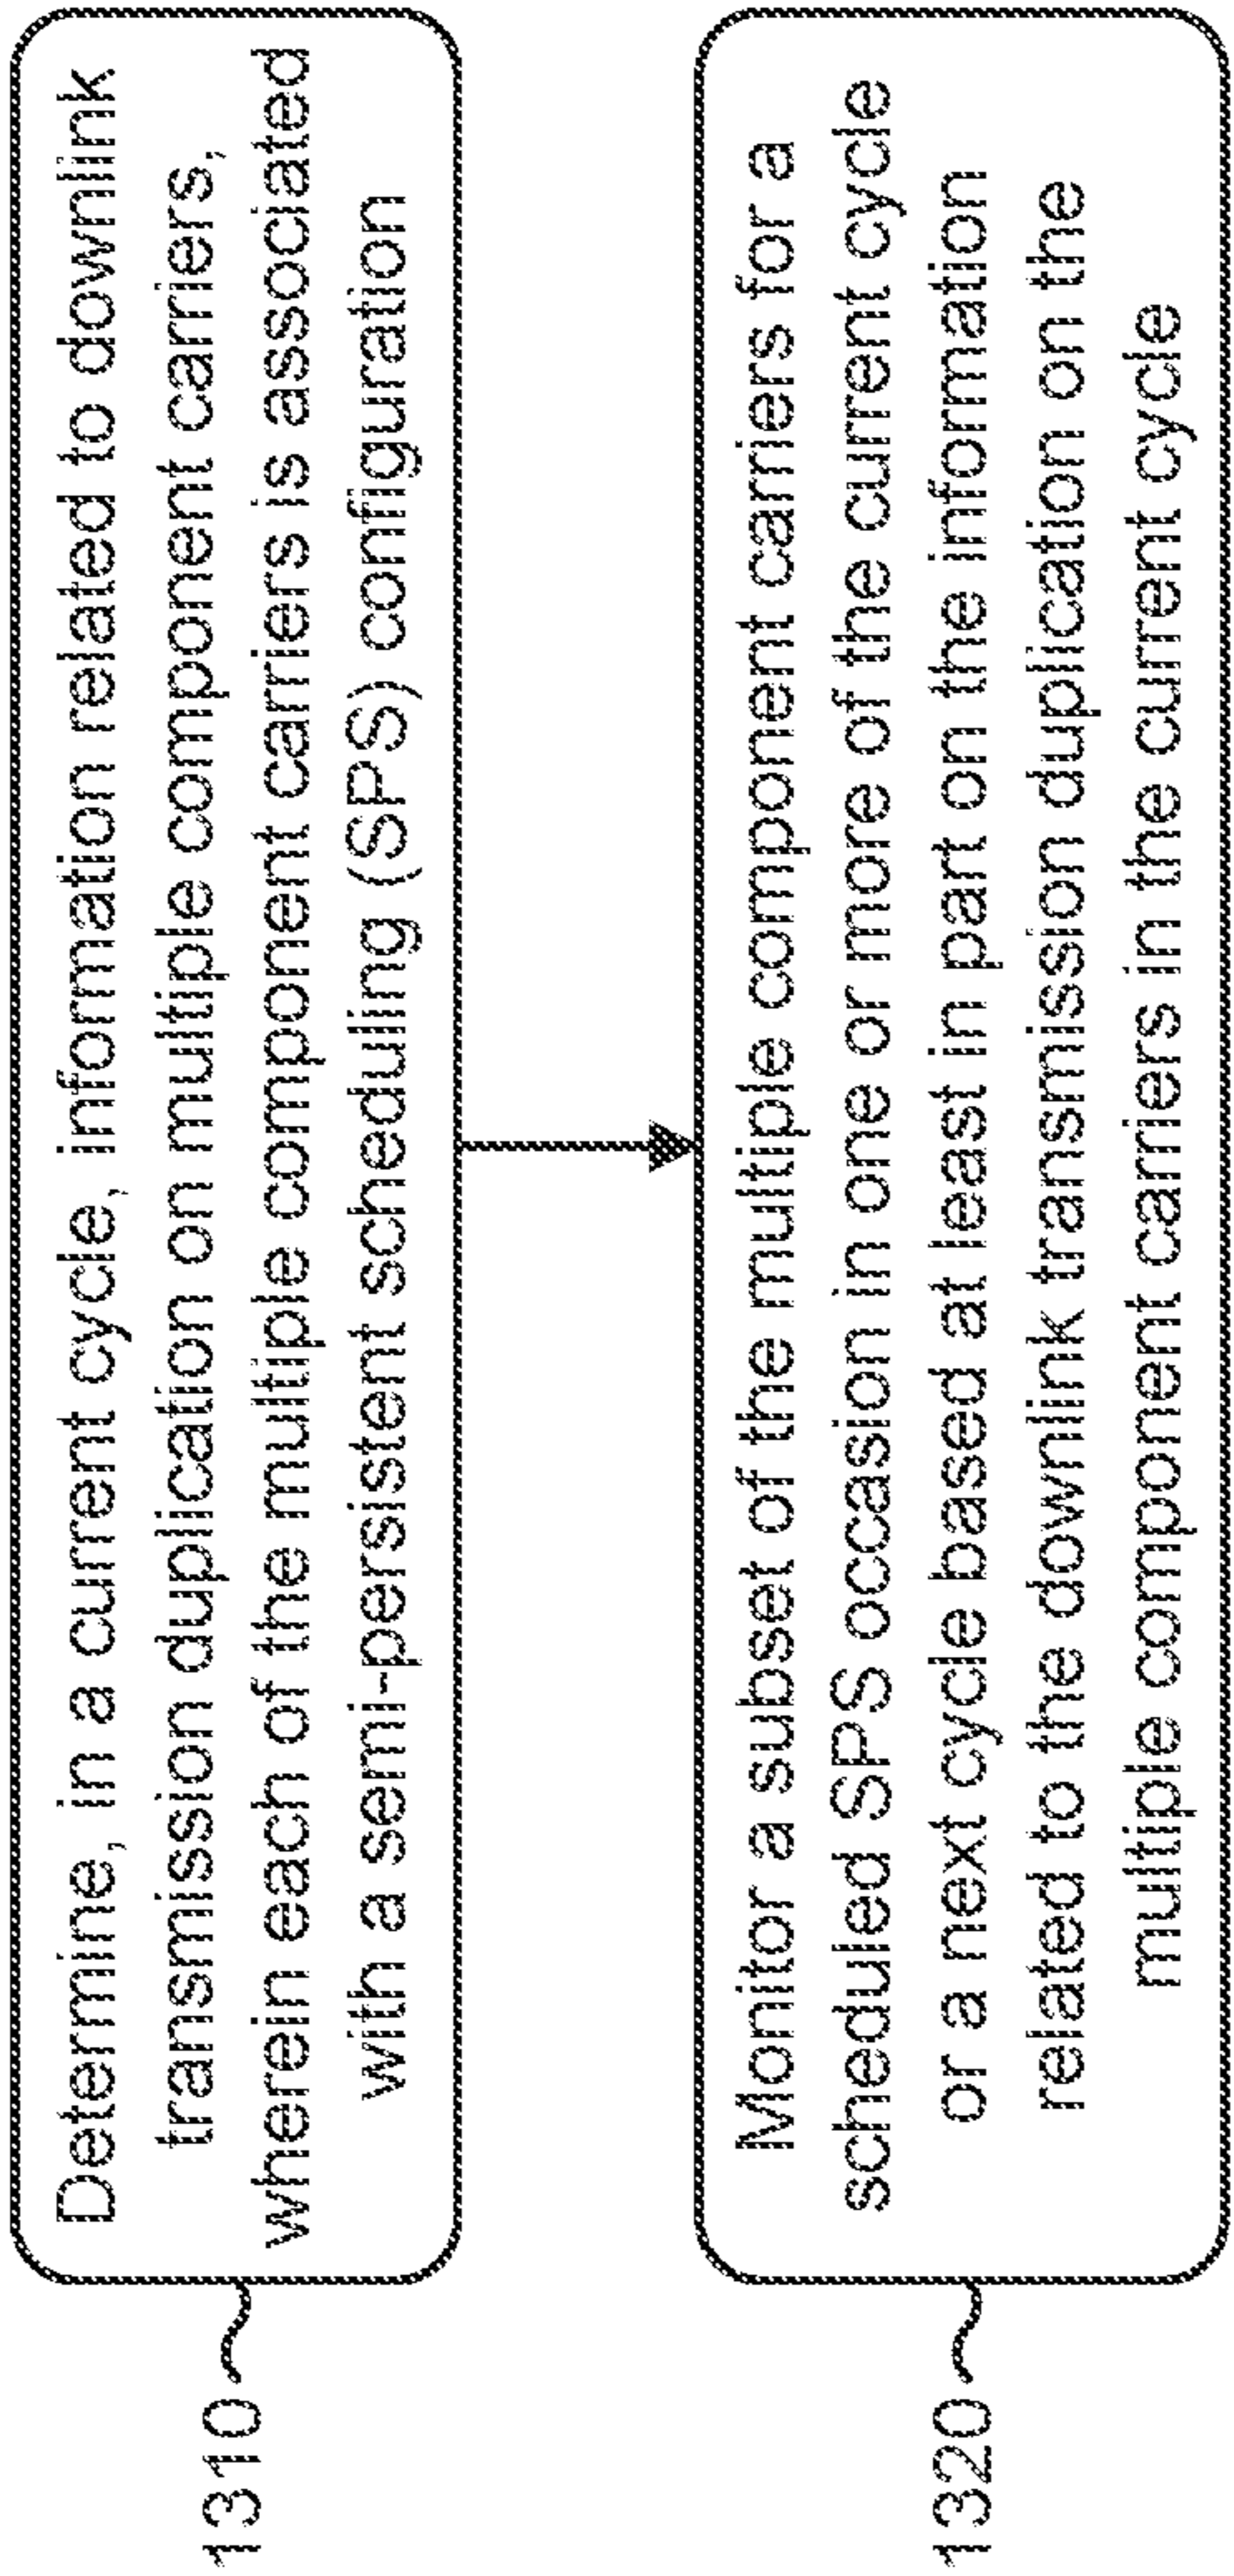 1310
Determine, in a current cycle, information related to downlink
transmission duplication on multiple component carriers,
wherein each of the multiple component carriers is associated
with a semi-persistent scheduling (SPS) configuration
1320
Monitor a subset of the multiple component carriers for a
scheduled SPS occasion in one or more of the current cycle
or a next cycle based at least in part on the information
related to the downlink transmission duplication on the
multiple component carriers in the current cycle